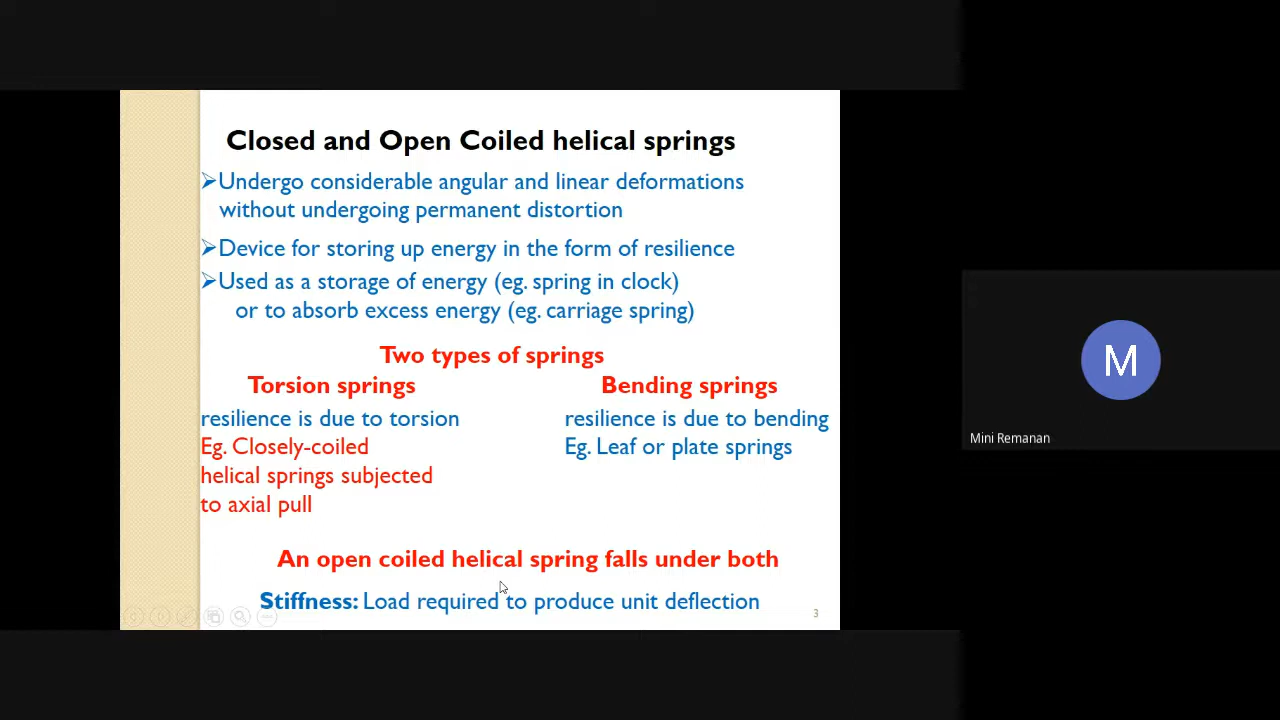 Closed and Open Coiled helical springs
➢Undergo considerable angular and linear deformations
without undergoing permanent distortion
➢Device for storing up energy in the form of resilience
➢Used as a storage of energy (eg. spring in clock)
or to absorb excess energy (eg. carriage spring)
Two types of springs
Torsion springs
resilience is due to torsion
Eg. Closely-coiled
helical springs subjected
to axial pull
Bending springs
resilience is due to bending
Eg. Leaf or plate springs
An open coiled helical spring falls under both
Stiffness: Load required to produce unit deflection
3
M
Mini Remanan